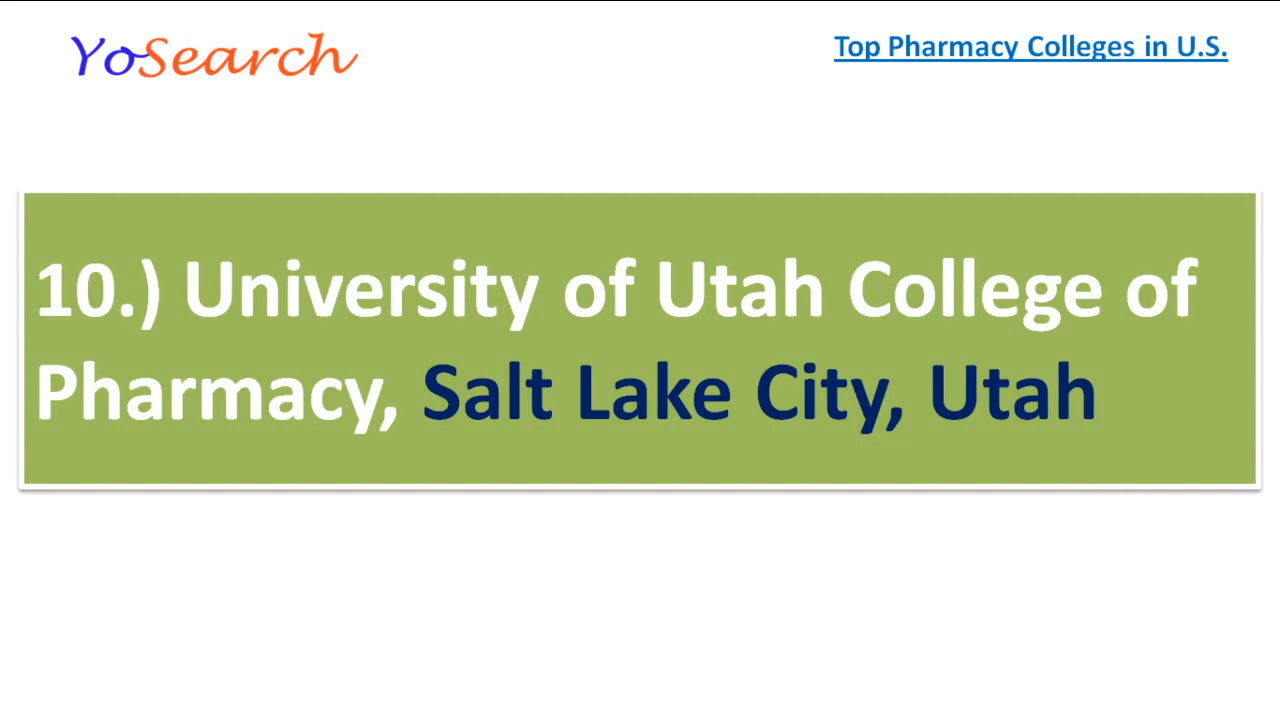 YoSearch
Top Pharmacy Colleges in U.S.
10.) University of Utah College of
Pharmacy, Salt Lake City, Utah